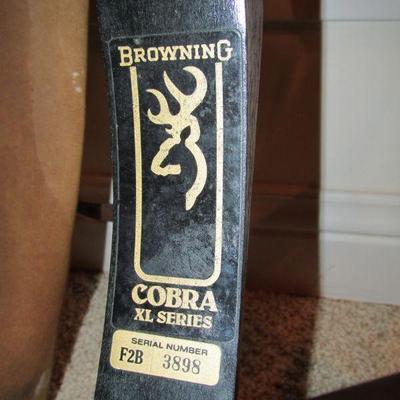 BROWNING
COBRA
XL SERIES
SERIAL NUMBER
F2B 3898